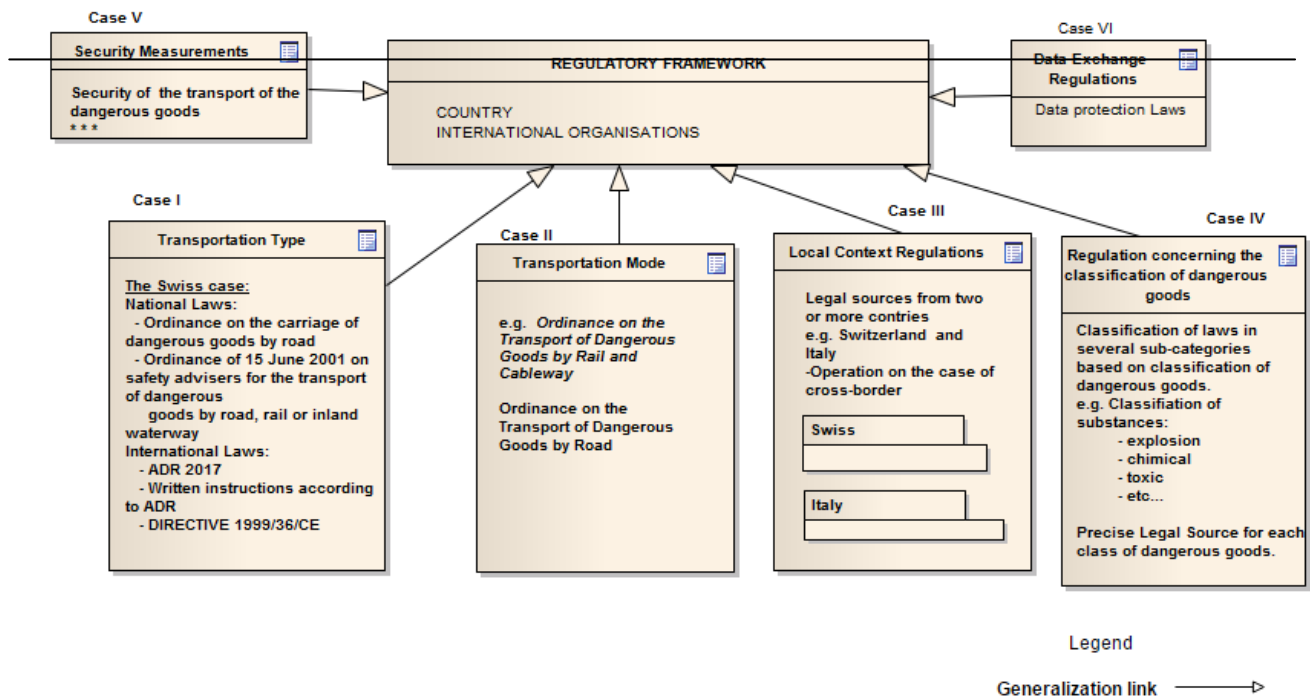 Case V
Security Measurements
Security of the transport of the
dangerous goods
* * *
REGULATORY FRAMEWORK
COUNTRY
INTERNATIONAL ORGANISATIONS
Case VI
Data Exchange
Regulations
Data protection Laws
Case I
Transportation Type
The Swiss case:
National Laws:
- Ordinance on the carriage of
dangerous goods by road
- Ordinance of 15 June 2001 on
safety advisers for the transport
of dangerous
goods by road, rail or inland
waterway
International Laws:
- ADR 2017
- Written instructions according
to ADR
- DIRECTIVE 1999/36/CE
Case II
Transportation Mode
e.g. Ordinance on the
Transport of Dangerous
Goods by Rail and
Cableway
Ordinance on the
Transport of Dangerous
Goods by Road
Case III
Local Context Regulations
Legal sources from two
or more contries
e.g. Switzerland and
Italy
-Operation on the case of
cross-border
Swiss
Italy
Case IV
Regulation concerning the
classification of dangerous
goods
Classification of laws in
several sub-categories
based on classification of
dangerous goods.
e.g. Classifiation of
substances:
- explosion
- chimical
- toxic
- etc...
Precise Legal Source for each
class of dangerous goods.
Legend
Generalization link